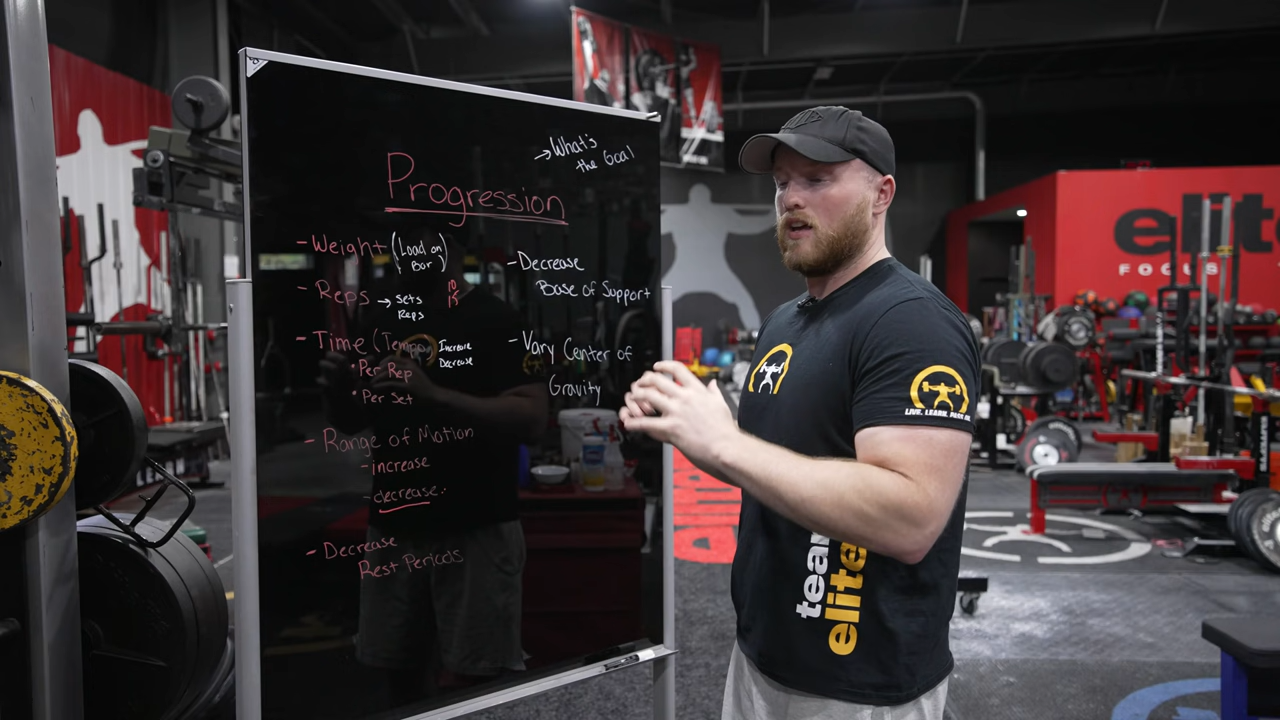 → What's
the Goal
Progression
- Weight (Load on
Bar)
- Reps → Sets
Reps
10
15
- Time (Tempo) Increase
Decrease
• Per Rep
• Per Set
- Range of Motion
- increase
- decrease.
- Decrease
Rest Periods
- Decrease
Base of Support
- Vary Center of
Gravity
LIVE. LEARN. PASS ON.
team
elite
elite
FOCUS